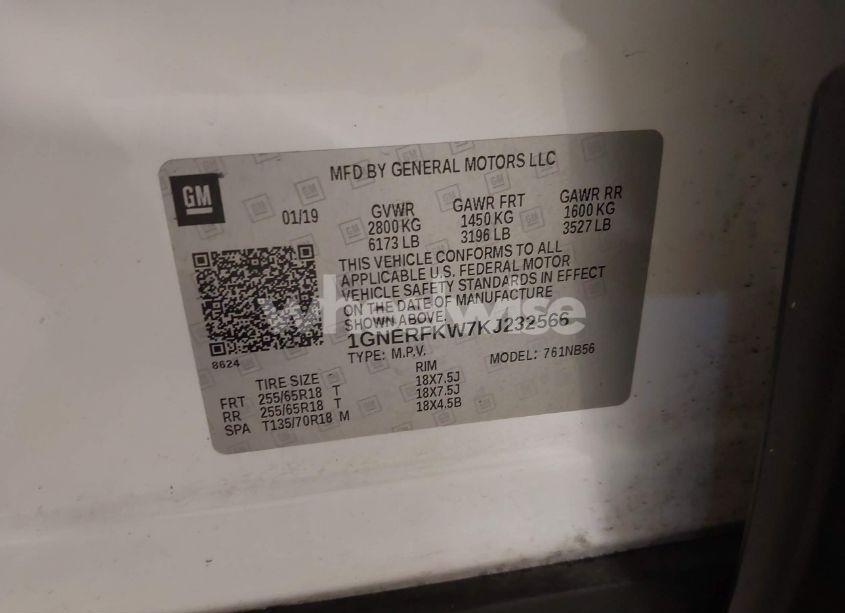 MFD BY GENERAL MOTORS LLC
GM
01/19
GVWR GAWR FRT GAWR RR
2800 KG 1450 KG 1600 KG
6173 LB 3196 LB 3527 LB
THIS VEHICLE CONFORMS TO ALL
APPLICABLE U.S. FEDERAL MOTOR
VEHICLE SAFETY STANDARDS IN EFFECT
ON THE DATE OF MANUFACTURE
SHOWN ABOVE.
1GNERFKW7KJ232566
TYPE: M.P.V. MODEL: 761NB56
8624
TIRE SIZE RIM
FRT 255/65R18 T 18X7.5J
RR 255/65R18 T 18X7.5J
SPA T135/70R18 M 18X4.5B